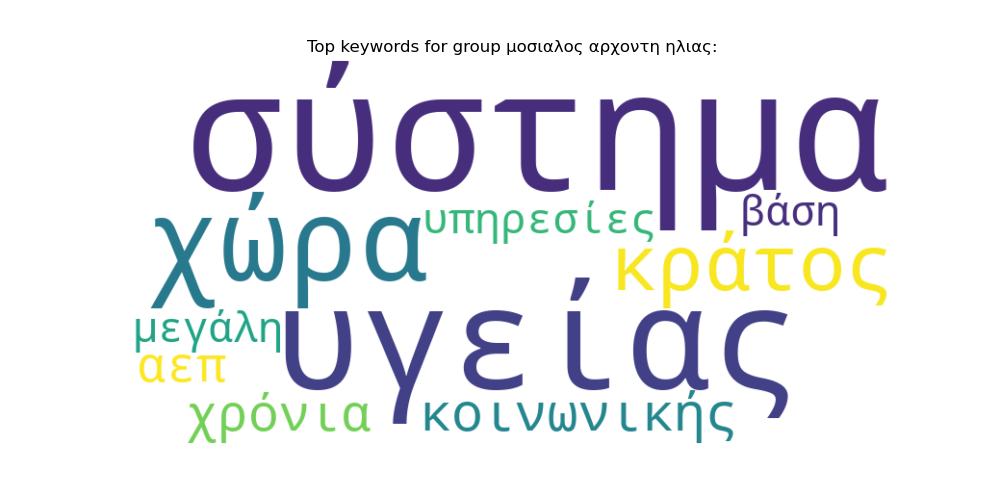 Top keywords for group μοσιαλος αρχοντη ηλιας:
σύστημα
χώρα υπηρεσίες βάση
κράτος
μεγάλη υγείας
αεπ
χρόνια κοινωνικής